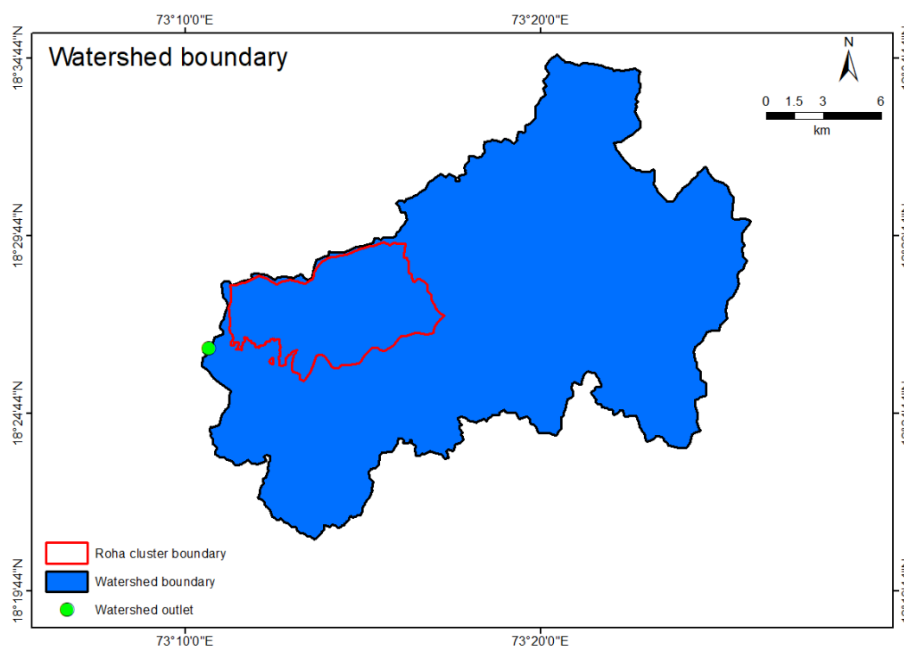 73°10'0"E 73°20'0"E
Watershed boundary
N
0 1.5 3 6
km
18°34'44"N
18°29'44"N
18°24'44"N
18°19'44"N
Roha cluster boundary
Watershed boundary
Watershed outlet
73°10'0"E 73°20'0"E